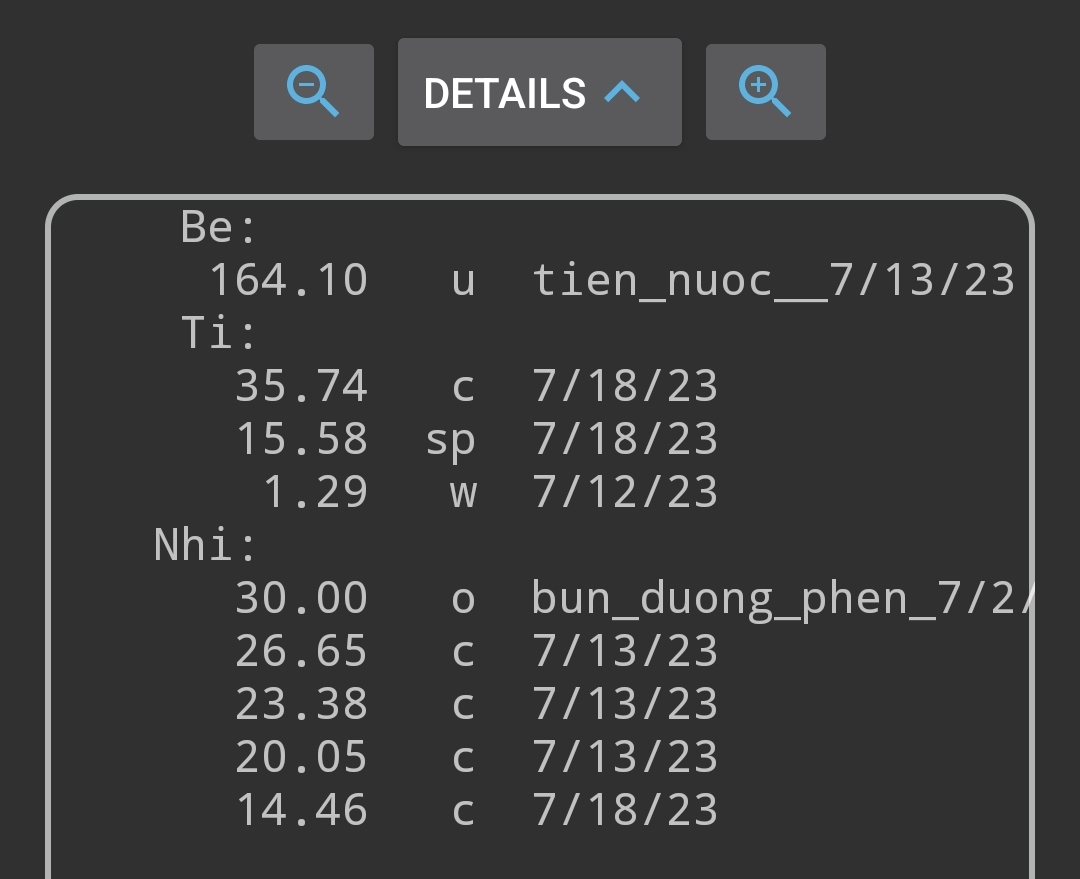 DETAILS
Be:
164.10 u tien_nuoc__7/13/23
Ti:
35.74 c 7/18/23
15.58 sp 7/18/23
1.29 w 7/12/23
Nhi:
30.00 o bun_duong_phen_7/2/
26.65 c 7/13/23
23.38 c 7/13/23
20.05 c 7/13/23
14.46 c 7/18/23